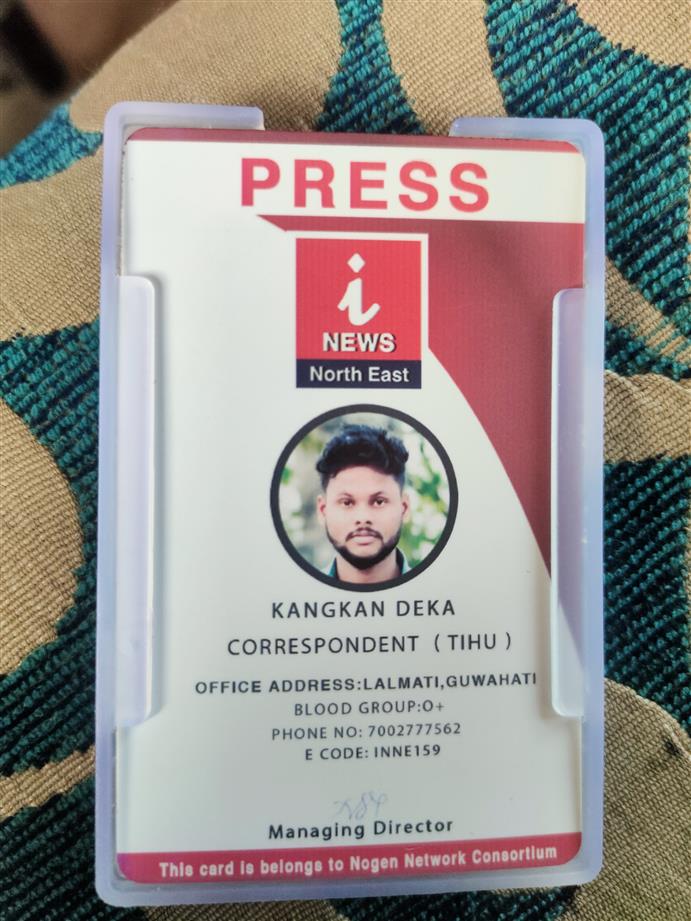 PRESS
i
NEWS
North East
KANGKAN DEKA
CORRESPONDENT ( TIHU )
OFFICE ADDRESS:LALMATI,GUWAHATI
BLOOD GROUP:O+
PHONE NO: 7002777562
E CODE: INNE159
Managing Director
This card is belongs to Nogen Network Consortium